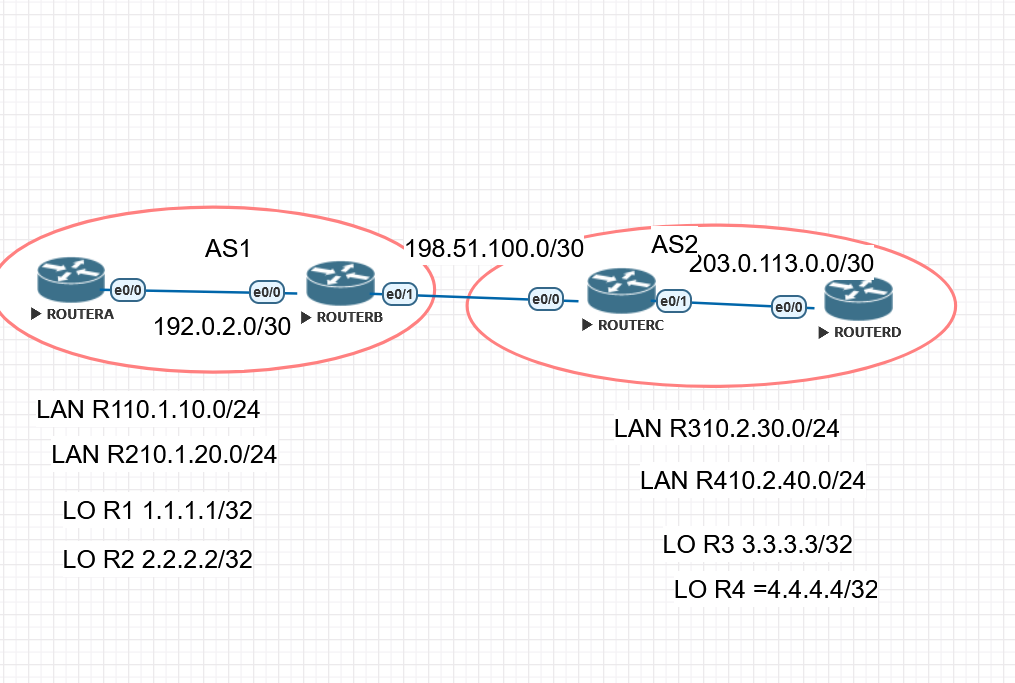 AS1
198.51.100.0/30
AS2
203.0.113.0.0/30
e0/0
e0/0
e0/1
e0/0
e0/1
e0/0
ROUTERA
192.0.2.0/30
ROUTERB
ROUTERC
ROUTERD
LAN R110.1.10.0/24
LAN R210.1.20.0/24
LO R1 1.1.1.1/32
LO R2 2.2.2.2/32
LAN R310.2.30.0/24
LAN R410.2.40.0/24
LO R3 3.3.3.3/32
LO R4 =4.4.4.4/32